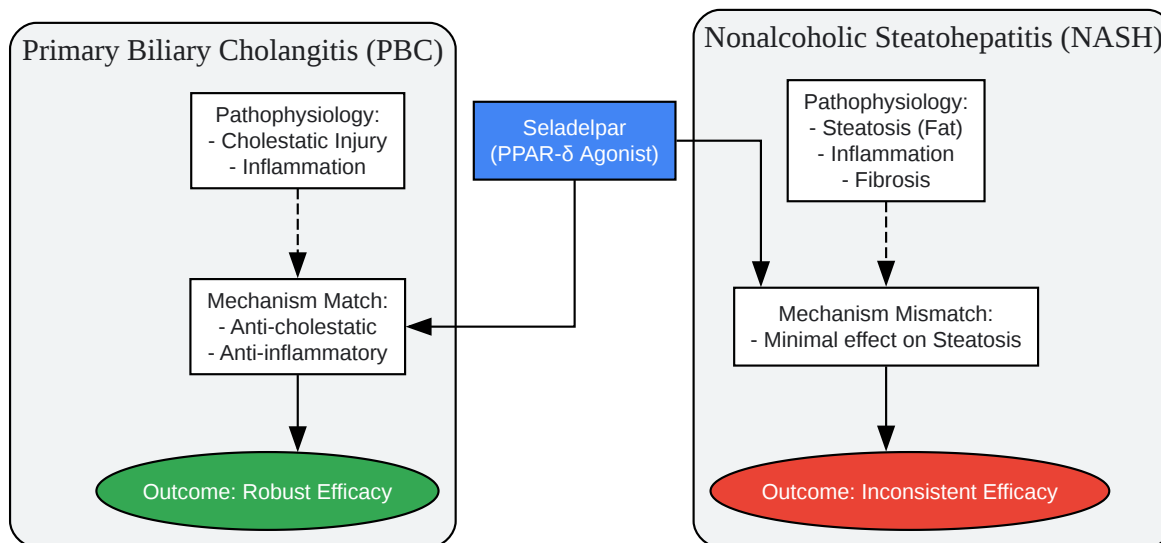 Primary Biliary Cholangitis (PBC)
Pathophysiology:
- Cholestatic Injury
- Inflammation
Mechanism Match:
- Anti-cholestatic
- Anti-inflammatory
Outcome: Robust Efficacy
Seladelpar
(PPAR-δ Agonist)
Nonalcoholic Steatohepatitis (NASH)
Pathophysiology:
- Steatosis (Fat)
- Inflammation
- Fibrosis
Mechanism Mismatch:
- Minimal effect on Steatosis
Outcome: Inconsistent Efficacy